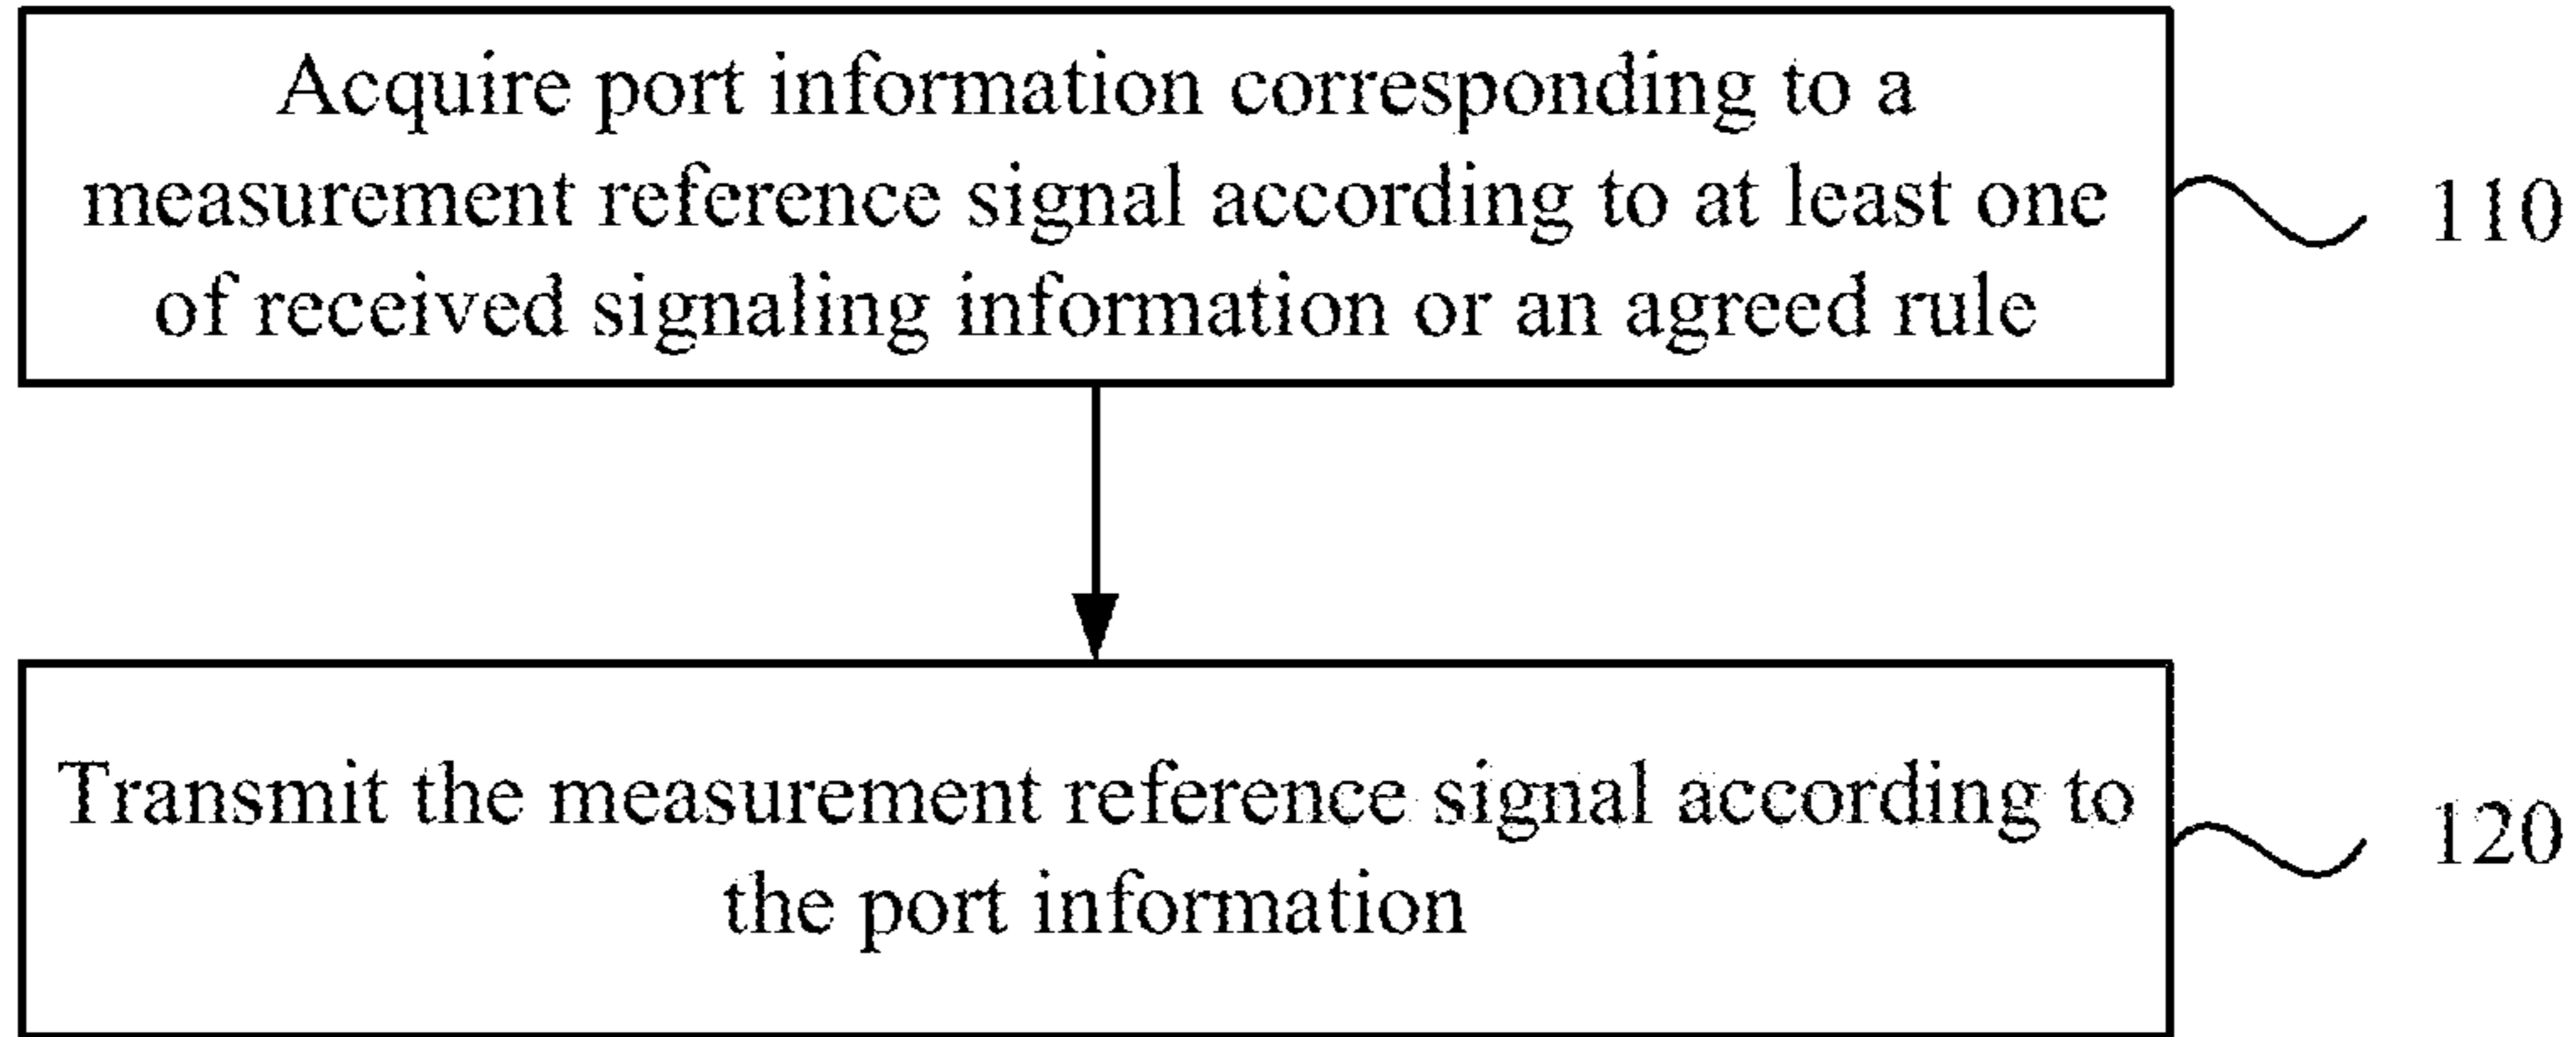 Acquire port information corresponding to a
measurement reference signal according to at least one
of received signaling information or an agreed rule
110
Transmit the measurement reference signal according to
the port information
120